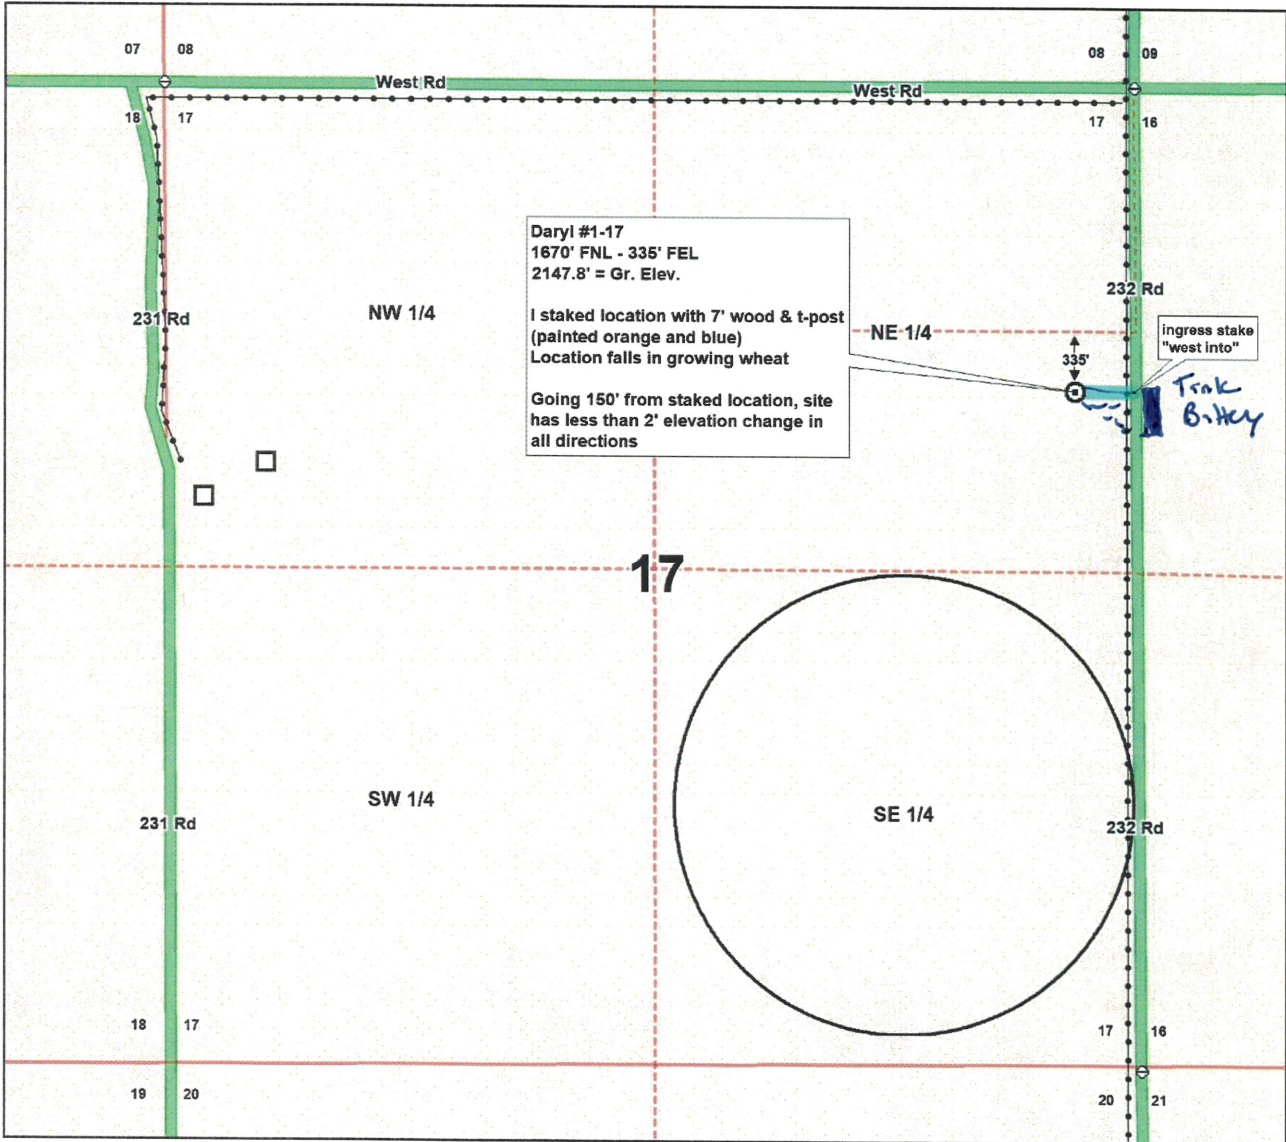 07 08
08 09
West Rd
West Rd
18 17
17 16
Daryl #1-17
1670' FNL - 335' FEL
2147.8' = Gr. Elev.
I staked location with 7' wood & t-post
(painted orange and blue)
Location falls in growing wheat
Going 150' from staked location, site
has less than 2' elevation change in
all directions
232 Rd
231 Rd
NW 1/4
NE 1/4
ingress stake
"west into"
335'
Tank
Battery
17
SW 1/4
SE 1/4
231 Rd
232 Rd
18 17
17 16
19 20
20 21